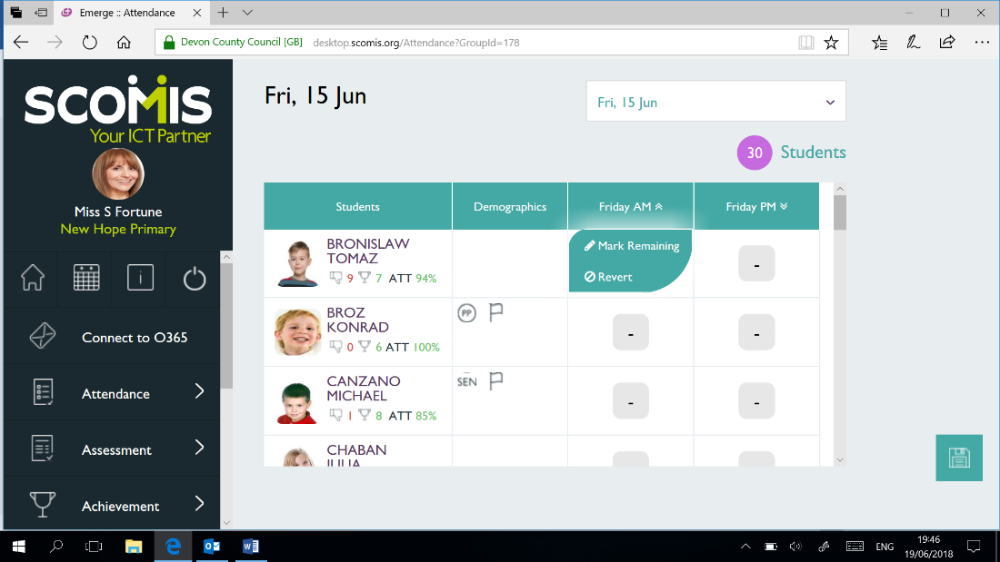 Emerge :: Attendance
Devon County Council [GB] desktop.scomis.org/Attendance?GroupId=178
SCOMIS
Your ICT Partner
Miss S Fortune
New Hope Primary
Connect to O365
Attendance
Assessment
Achievement
Fri, 15 Jun
Fri, 15 Jun
30 Students
Students Demographics Friday AM Friday PM
BRONISLAW
TOMAZ
9 7 ATT 94%
Mark Remaining
Revert
-
BROZ
KONRAD
0 6 ATT 100%
PP
- -
CANZANO
MICHAEL
1 8 ATT 85%
SEN
- -
CHABAN
JULIA
ENG
19:46
19/06/2018